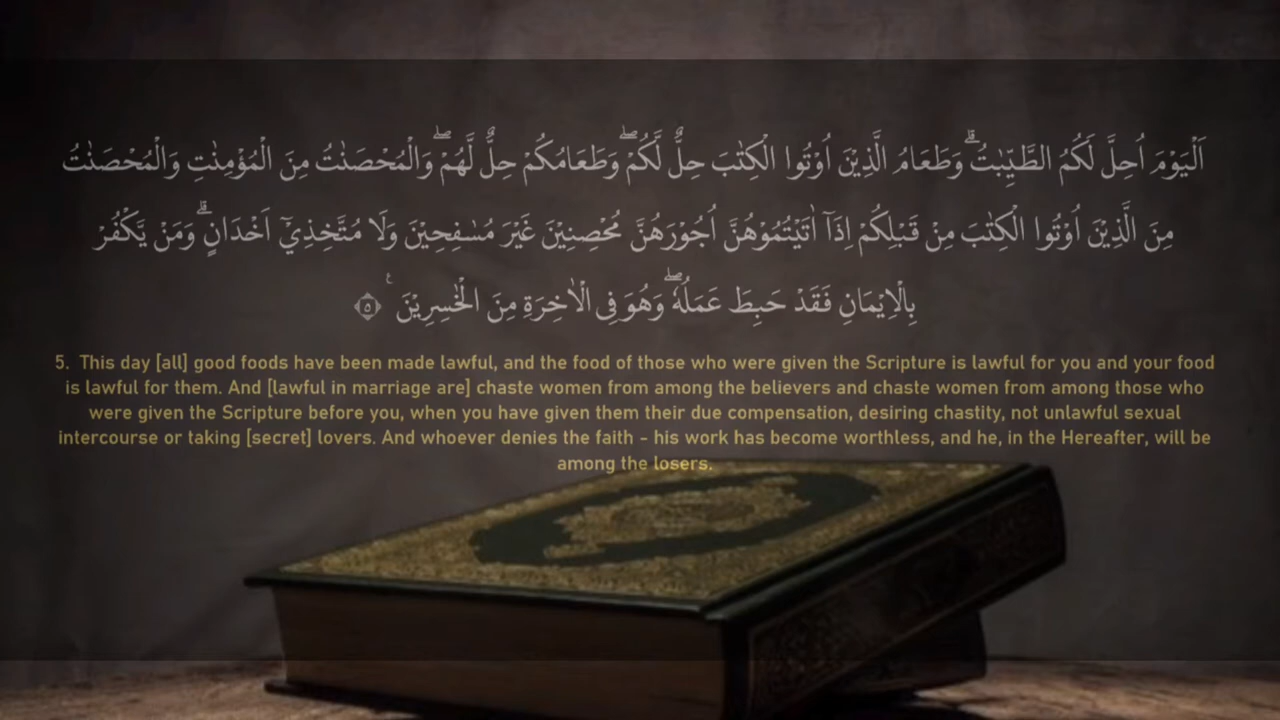 اَلْيَوْمَ اُحِلَّ لَكُمُ الطَّيِّبٰتُ ؕ وَطَعَامُ الَّذِيْنَ اُوْتُوا الْكِتٰبَ حِلٌّ لَّكُمْ ۖ وَطَعَامُكُمْ حِلٌّ لَّهُمْ ۖ وَالْمُحْصَنٰتُ مِنَ الْمُؤْمِنٰتِ وَالْمُحْصَنٰتُ
مِنَ الَّذِيْنَ اُوْتُوا الْكِتٰبَ مِنْ قَبْلِكُمْ اِذَآ اٰتَيْتُمُوْهُنَّ اُجُوْرَهُنَّ مُحْصِنِيْنَ غَيْرَ مُسٰفِحِيْنَ وَلَا مُتَّخِذِيْٓ اَخْدَانٍ ۗ وَمَنْ يَّكْفُرْ
بِالْاِيْمَانِ فَقَدْ حَبِطَ عَمَلُهٗ ۖ وَهُوَ فِى الْاٰخِرَةِ مِنَ الْخٰسِرِيْنَ ۝٥
5. This day [all] good foods have been made lawful, and the food of those who were given the Scripture is lawful for you and your food
is lawful for them. And [lawful in marriage are] chaste women from among the believers and chaste women from among those who
were given the Scripture before you, when you have given them their due compensation, desiring chastity, not unlawful sexual
intercourse or taking [secret] lovers. And whoever denies the faith - his work has become worthless, and he, in the Hereafter, will be
among the losers.